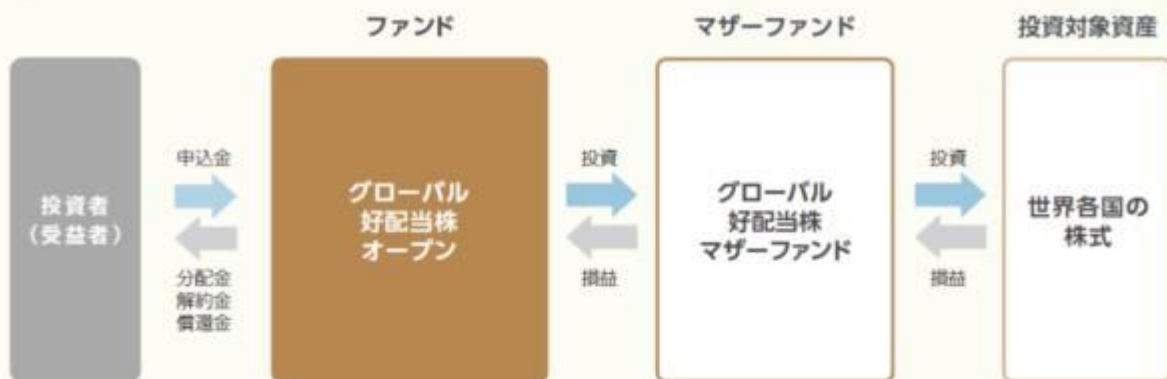 ファンド
マザーファンド
投資対象資産
投資者
（受益者）
申込金
分配金
解約金
償還金
グローバル
好配当株
オープン
投資
損益
グローバル
好配当株
マザーファンド
投資
損益
世界各国の
株式